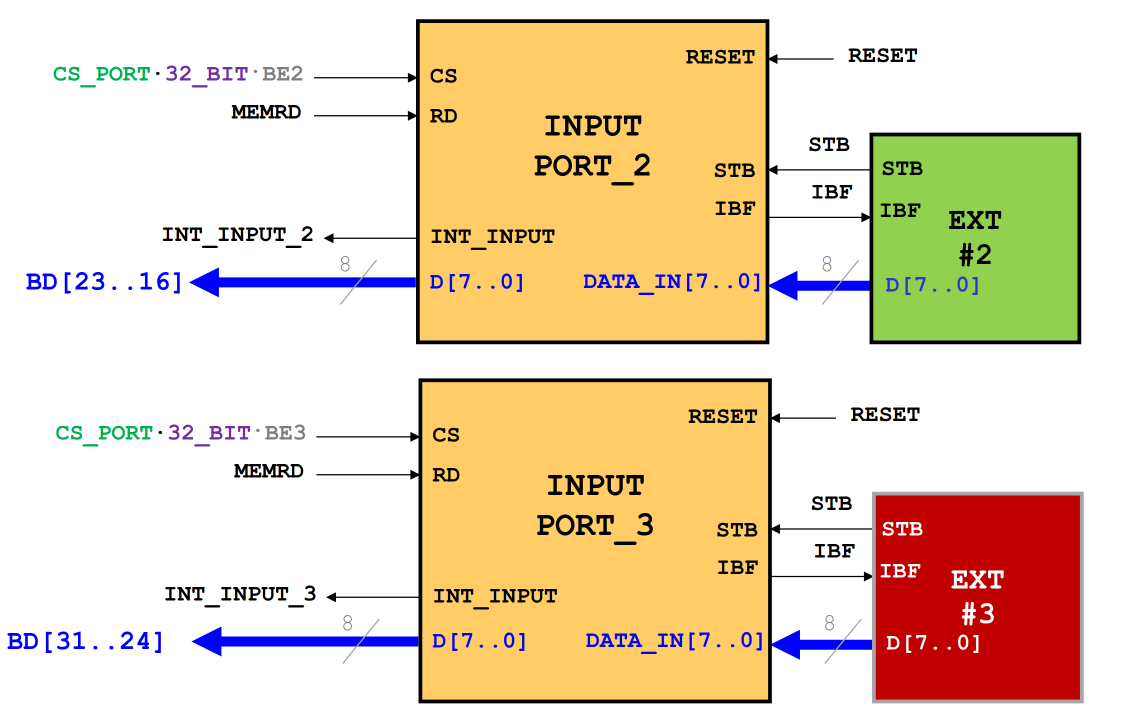 RESET
RESET
CS_PORT·32_BIT·BE2
CS
MEMRD
RD
INPUT
PORT_2
STB
STB
STB
IBF
IBF
IBF
EXT
#2
INT_INPUT_2
INT_INPUT
8
8
BD[23..16]
D[7..0]
DATA_IN[7..0]
D[7..0]
RESET
RESET
CS_PORT·32_BIT·BE3
CS
MEMRD
RD
INPUT
PORT_3
STB
STB
STB
IBF
IBF
IBF
EXT
#3
INT_INPUT_3
INT_INPUT
8
8
BD[31..24]
D[7..0]
DATA_IN[7..0]
D[7..0]